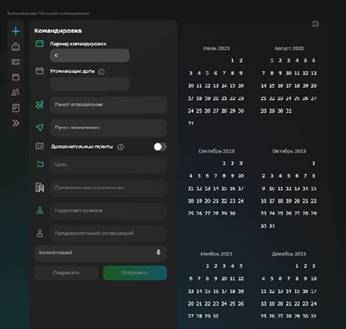 Командировка
Период командировки
с
Уточняющие даты
Пункт отправления
Пункт назначения
Дополнительные пункты
Цель
Принимающая организация
Комментарий
Сохранить
Отправить
Июль 2023
1 2
3 4 5 6 7 8 9
10 11 12 13 14 15 16
17 18 19 20 21 22 23
24 25 26 27 28 29 30
31
Август 2023
1 2 3 4 5 6
7 8 9 10 11 12 13
14 15 16 17 18 19 20
21 22 23 24 25 26 27
28 29 30 31
Сентябрь 2023
1 2 3
4 5 6 7 8 9 10
11 12 13 14 15 16 17
18 19 20 21 22 23 24
25 26 27 28 29 30
Октябрь 2023
1
2 3 4 5 6 7 8
9 10 11 12 13 14 15
16 17 18 19 20 21 22
23 24 25 26 27 28 29
30 31
Ноябрь 2023
1 2 3 4 5
6 7 8 9 10 11 12
13 14 15 16 17 18 19
20 21 22 23 24 25 26
27 28 29 30
Декабрь 2023
1 2 3
4 5 6 7 8 9 10
11 12 13 14 15 16 17
18 19 20 21 22 23 24
25 26 27 28 29 30 31